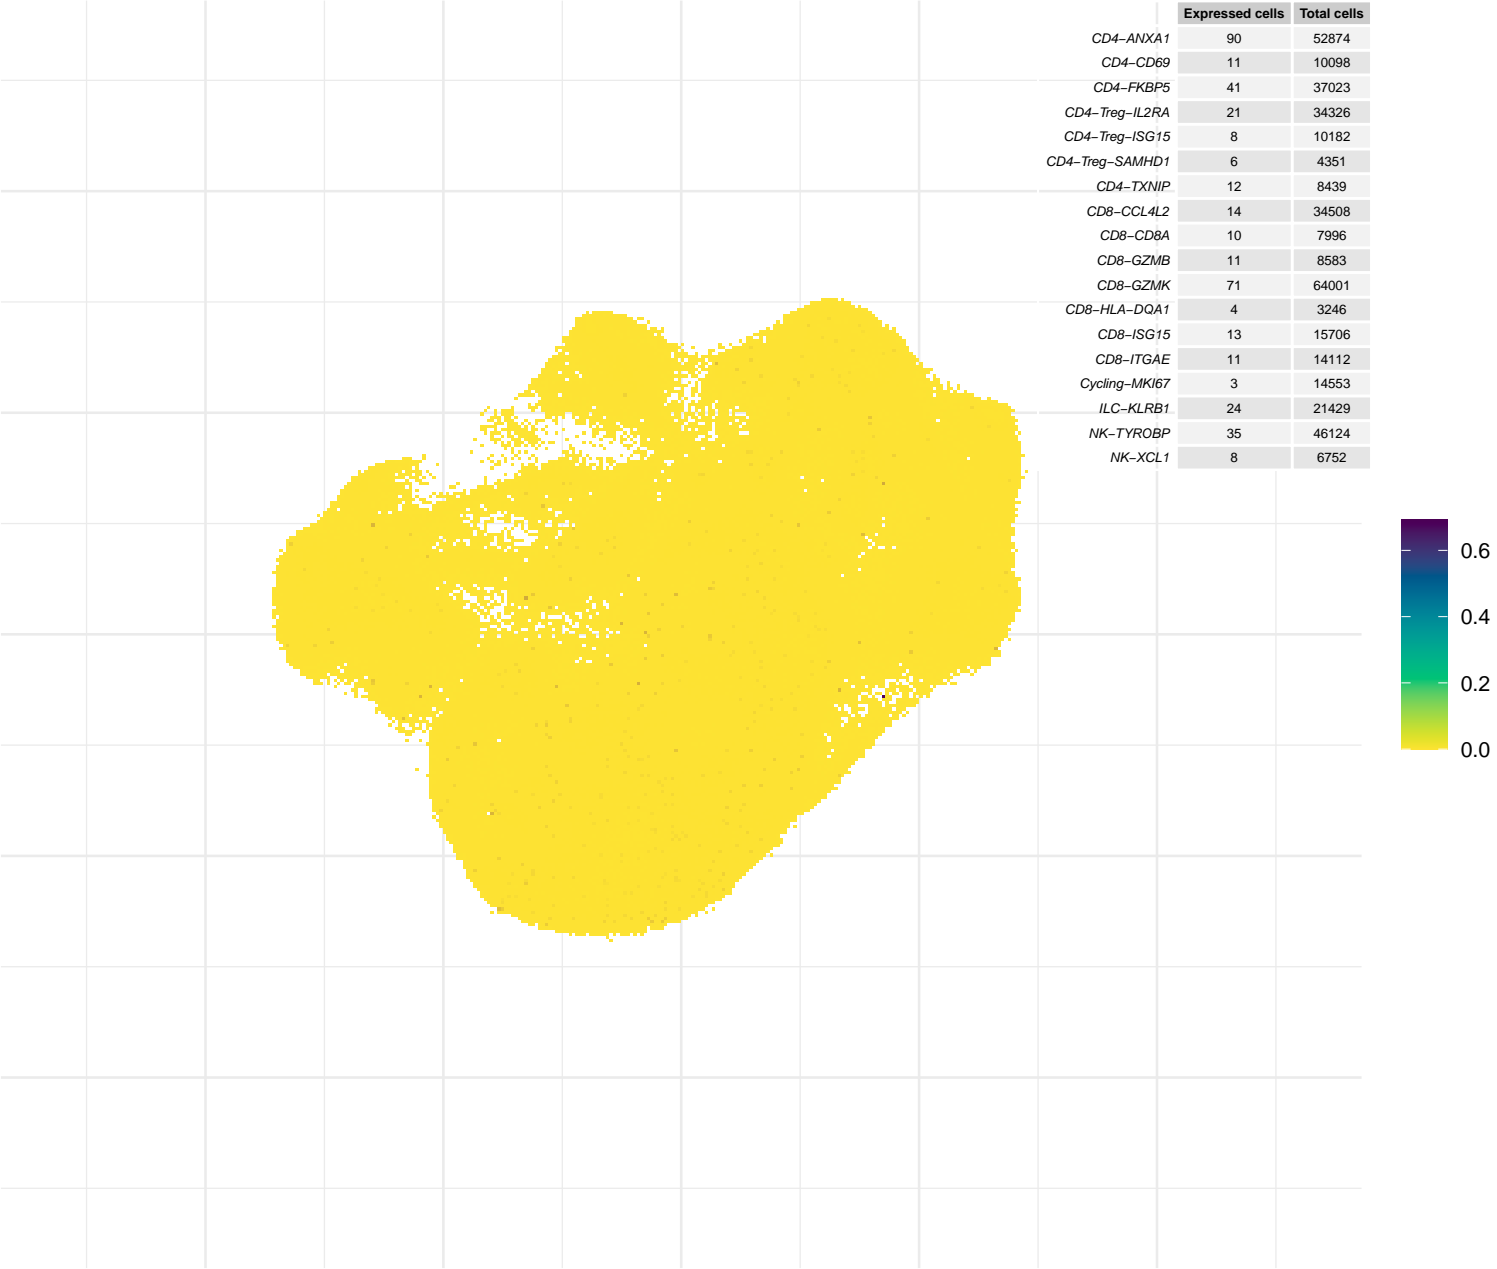 Expressed cells Total cells
CD4−ANXA1 90 52874
CD4−CD69 11 10098
CD4−FKBP5 41 37023
CD4−Treg−IL2RA 21 34326
CD4−Treg−ISG15 8 10182
CD4−Treg−SAMHD1 6 4351
CD4−TXNIP 12 8439
CD8−CCL4L2 14 34508
CD8−CD8A 10 7996
CD8−GZMB 11 8583
CD8−GZMK 71 64001
CD8−HLA−DQA1 4 3246
CD8−ISG15 13 15706
CD8−ITGAE 11 14112
Cycling−MKI67 3 14553
ILC−KLRB1 24 21429
NK−TYROBP 35 46124
NK−XCL1 8 6752
0.6
0.4
0.2
0.0